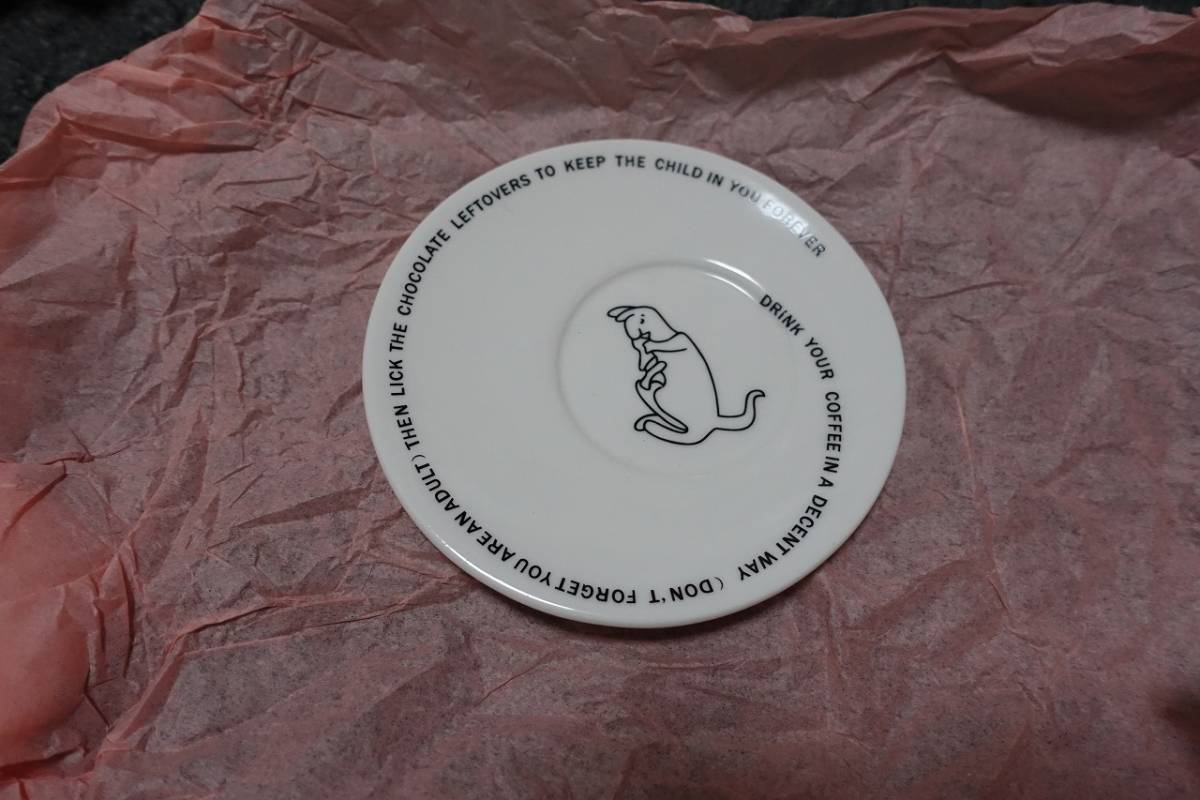 DRINK YOUR COFFEE IN A DECENT WAY (DON'T FORGET YOU ARE AN ADULT) THEN LICK THE CHOCOLATE LEFTOVERS TO KEEP THE CHILD IN YOU FOREVER